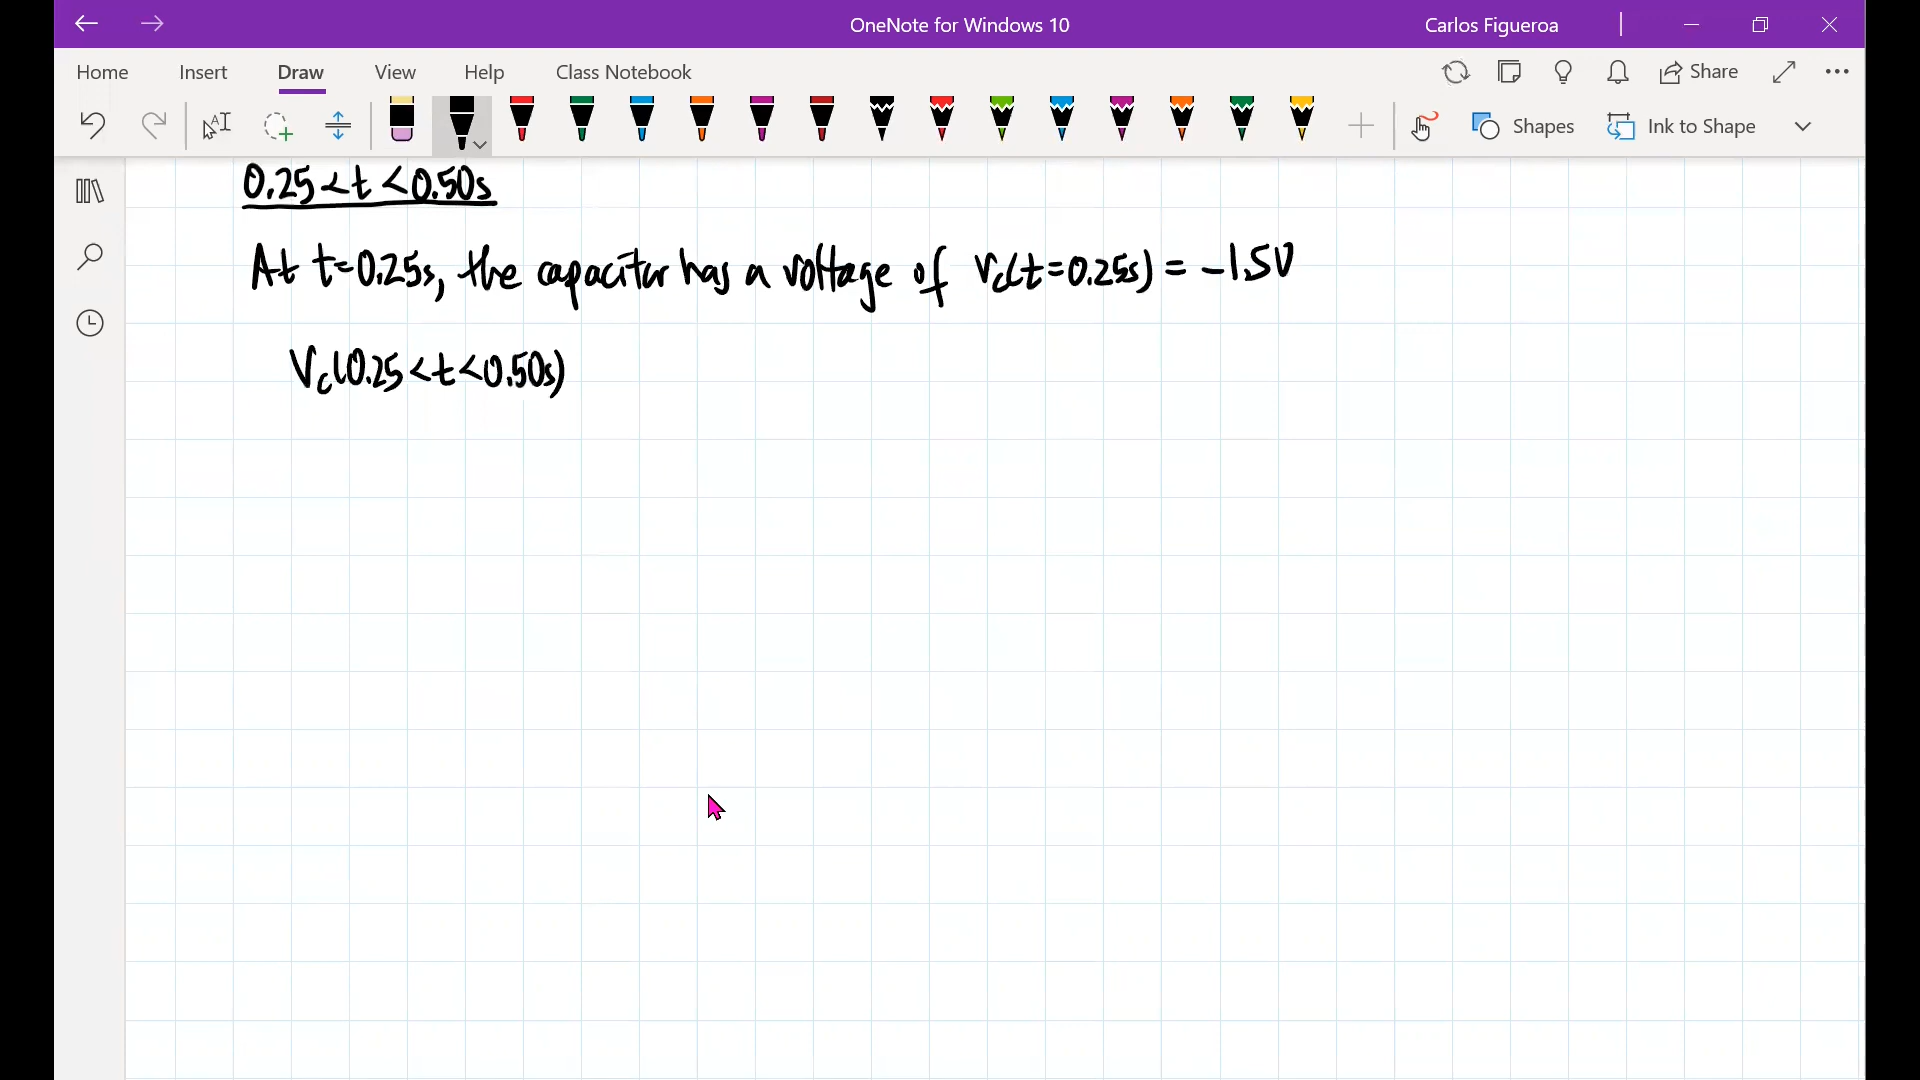 OneNote for Windows 10
Carlos Figueroa
Home Insert Draw View Help Class Notebook
Share
Shapes
Ink to Shape
0.25 < t < 0.50s
At t=0.25s, the capacitor has a voltage of Vc(t=0.25s) = -1.5V
Vc(0.25 < t < 0.50s)